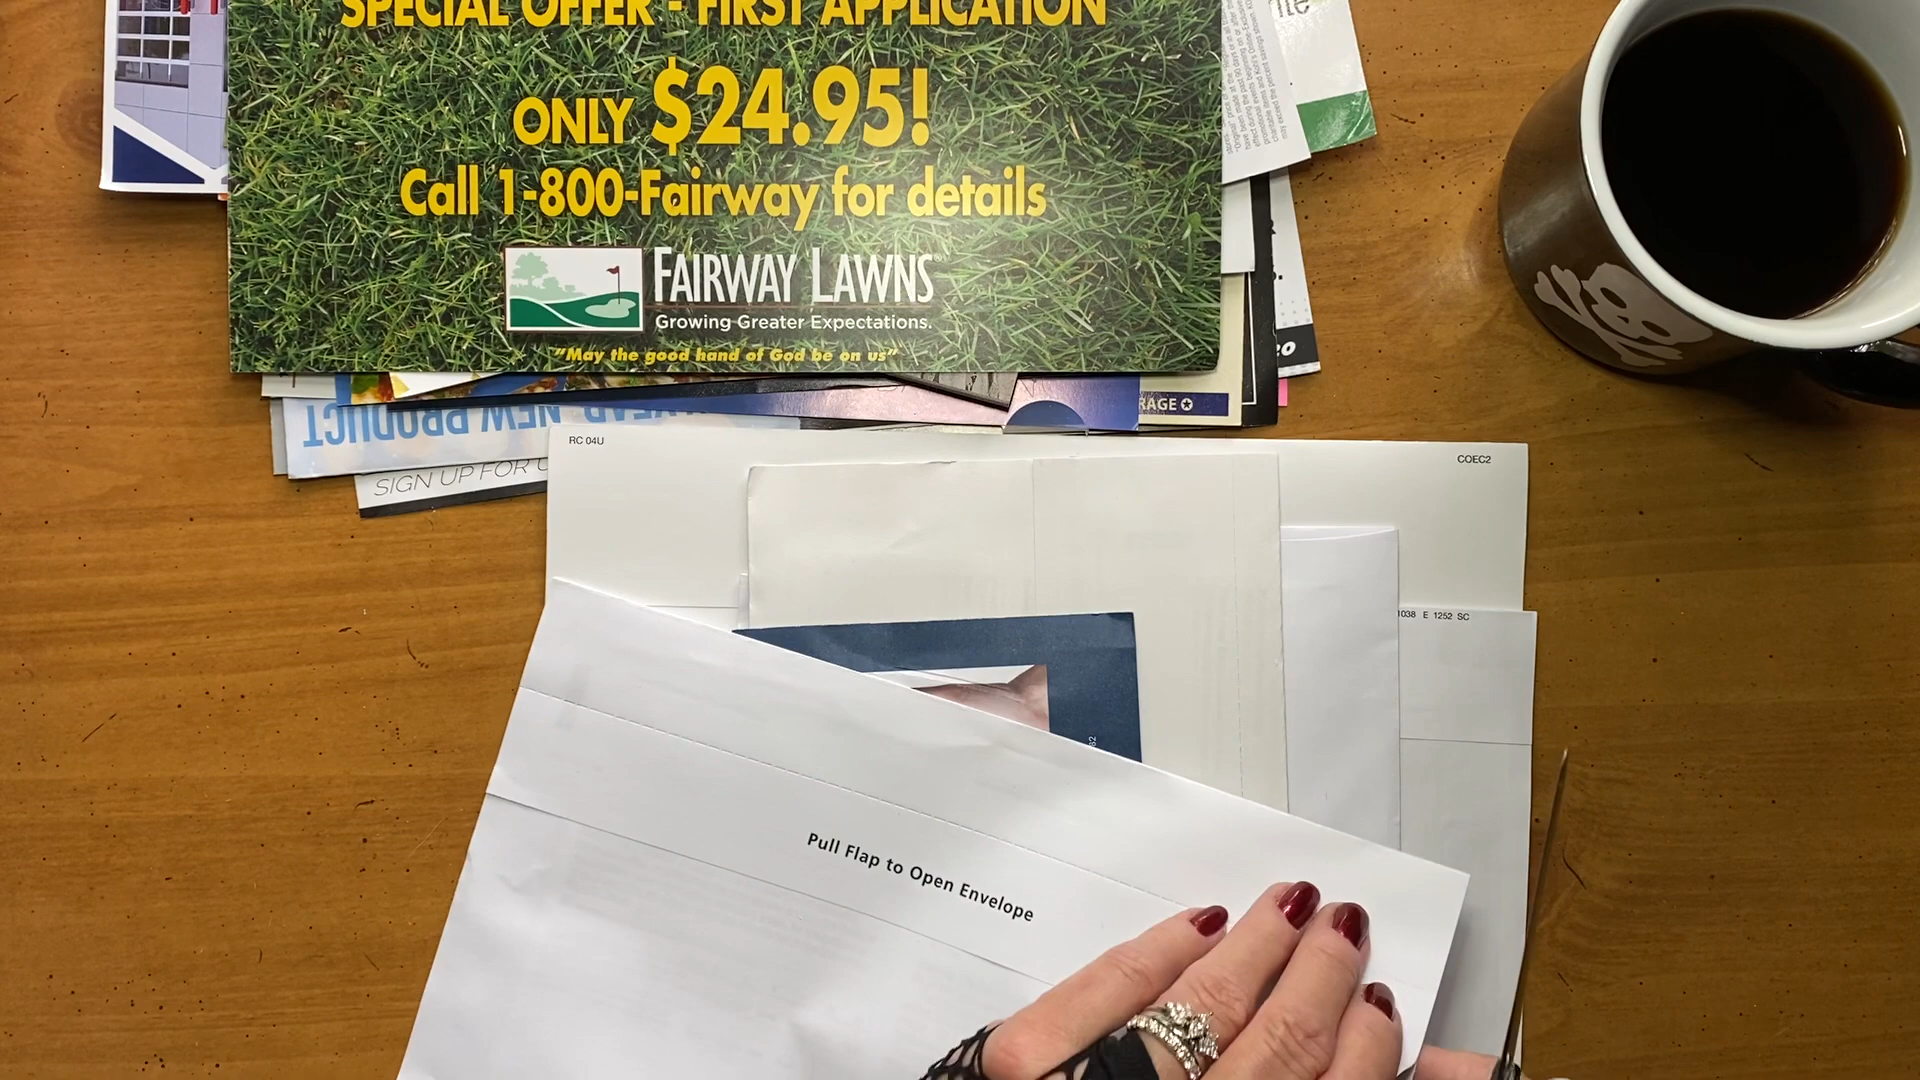 SPECIAL OFFER - FIRST APPLICATION
ONLY $24.95!
Call 1-800-Fairway for details
FAIRWAY LAWNS
Growing Greater Expectations.
"May the good hand of God be on us"
RAGE
NEW PRODUCT
SIGN UP FOR
RC 04U
COEC2
1038 E 1252 SC
Pull Flap to Open Envelope